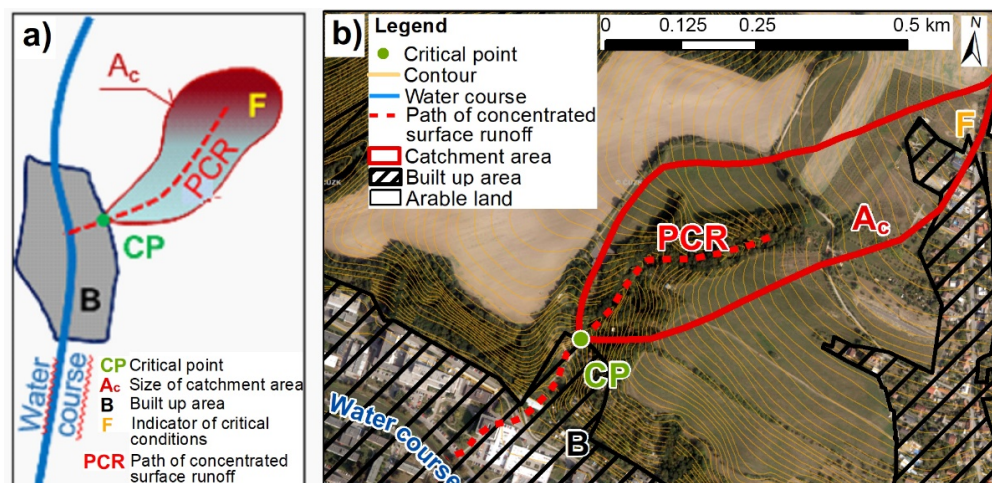 a)
Ac
F
PCR
CP
B
Water
course
CP Critical point
Ac Size of catchment area
B Built up area
F Indicator of critical
conditions
PCR Path of concentrated
surface runoff
b)
Legend
Critical point
Contour
Water course
Path of concentrated
surface runoff
Catchment area
Built up area
Arable land
0 0.125 0.25 0.5 km
N
© ČÚZK
F
Ac
PCR
CP
B
Water course